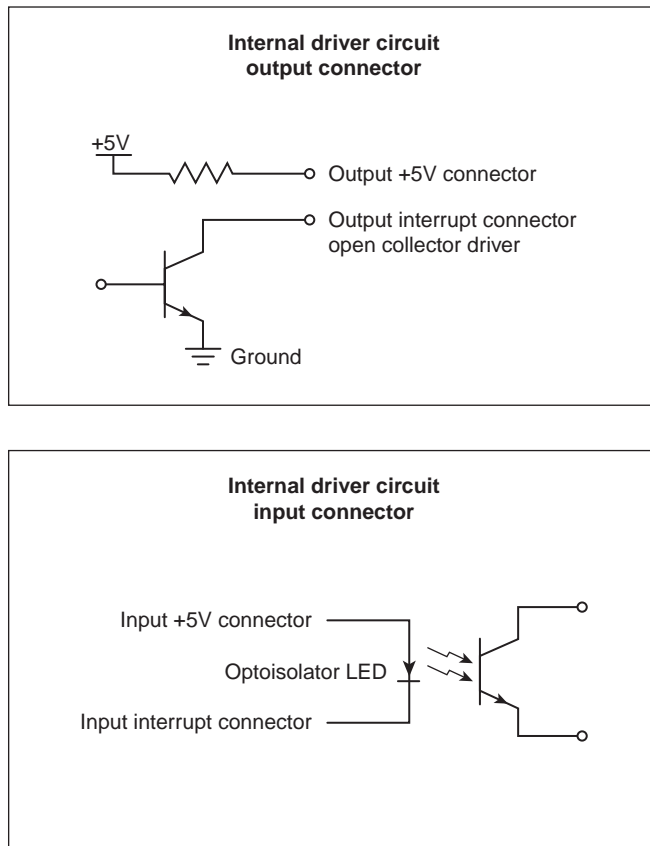 Internal driver circuit
output connector
+5V
Output +5V connector
Output interrupt connector
open collector driver
Ground
Internal driver circuit
input connector
Input +5V connector
Optoisolator LED
Input interrupt connector